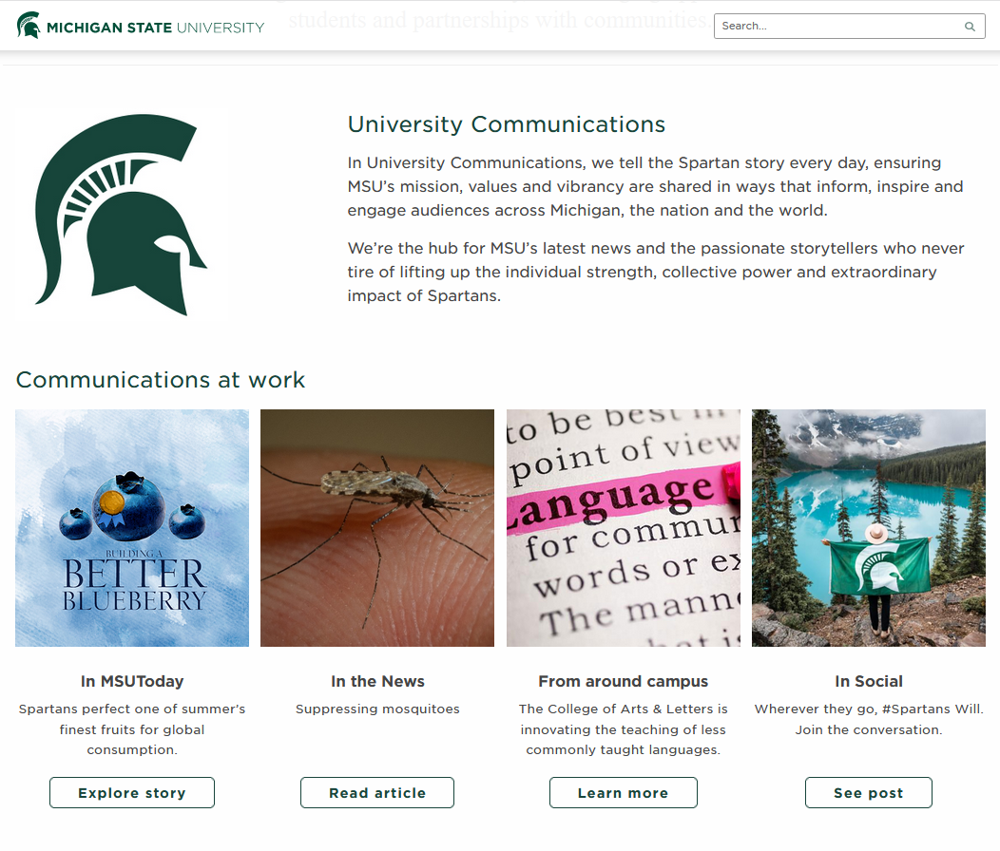 students and partnerships with communities.
MICHIGAN STATE UNIVERSITY
Search...
University Communications
In University Communications, we tell the Spartan story every day, ensuring
MSU's mission, values and vibrancy are shared in ways that inform, inspire and
engage audiences across Michigan, the nation and the world.
We're the hub for MSU's latest news and the passionate storytellers who never
tire of lifting up the individual strength, collective power and extraordinary
impact of Spartans.
Communications at work
BUILDING A
BETTER
BLUEBERRY
to be best in
point of view
Language
for commun
words or ex
The manne
In MSUToday
Spartans perfect one of summer's
finest fruits for global
consumption.
Explore story
In the News
Suppressing mosquitoes
Read article
From around campus
The College of Arts & Letters is
innovating the teaching of less
commonly taught languages.
Learn more
In Social
Wherever they go, #Spartans Will.
Join the conversation.
See post